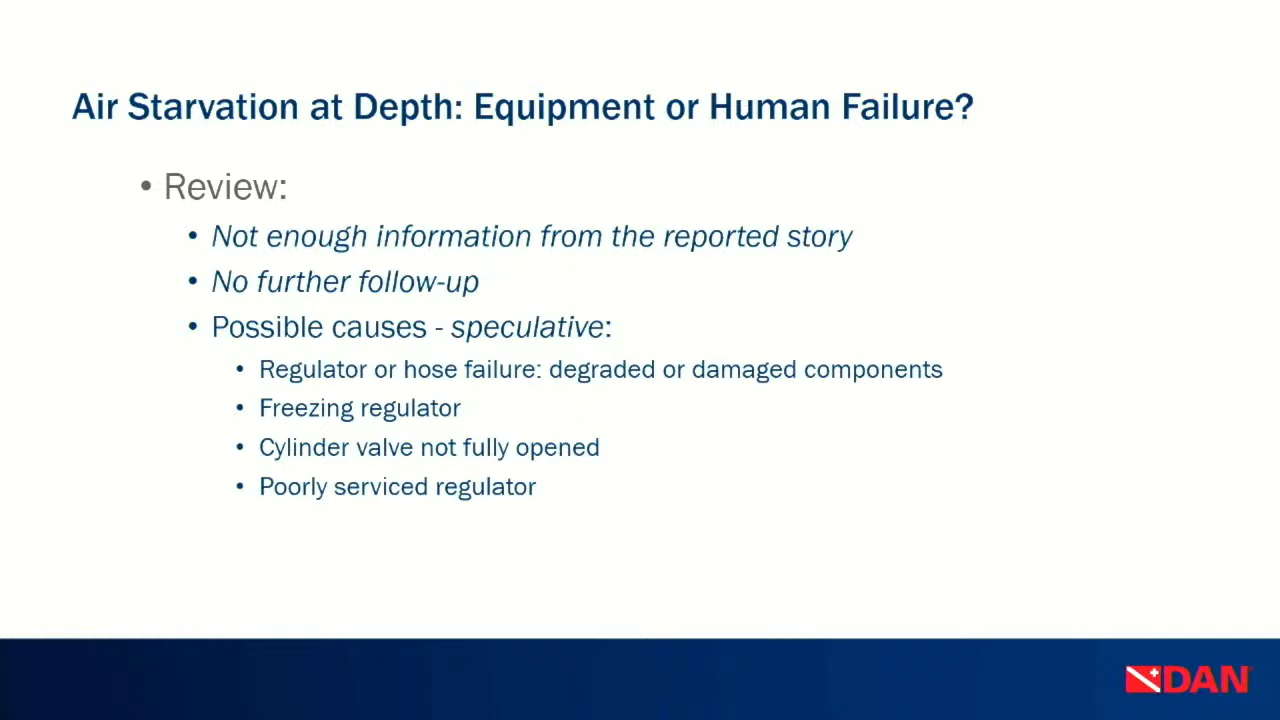 Air Starvation at Depth: Equipment or Human Failure?
• Review:
• Not enough information from the reported story
• No further follow-up
• Possible causes - speculative:
• Regulator or hose failure: degraded or damaged components
• Freezing regulator
• Cylinder valve not fully opened
• Poorly serviced regulator
DAN